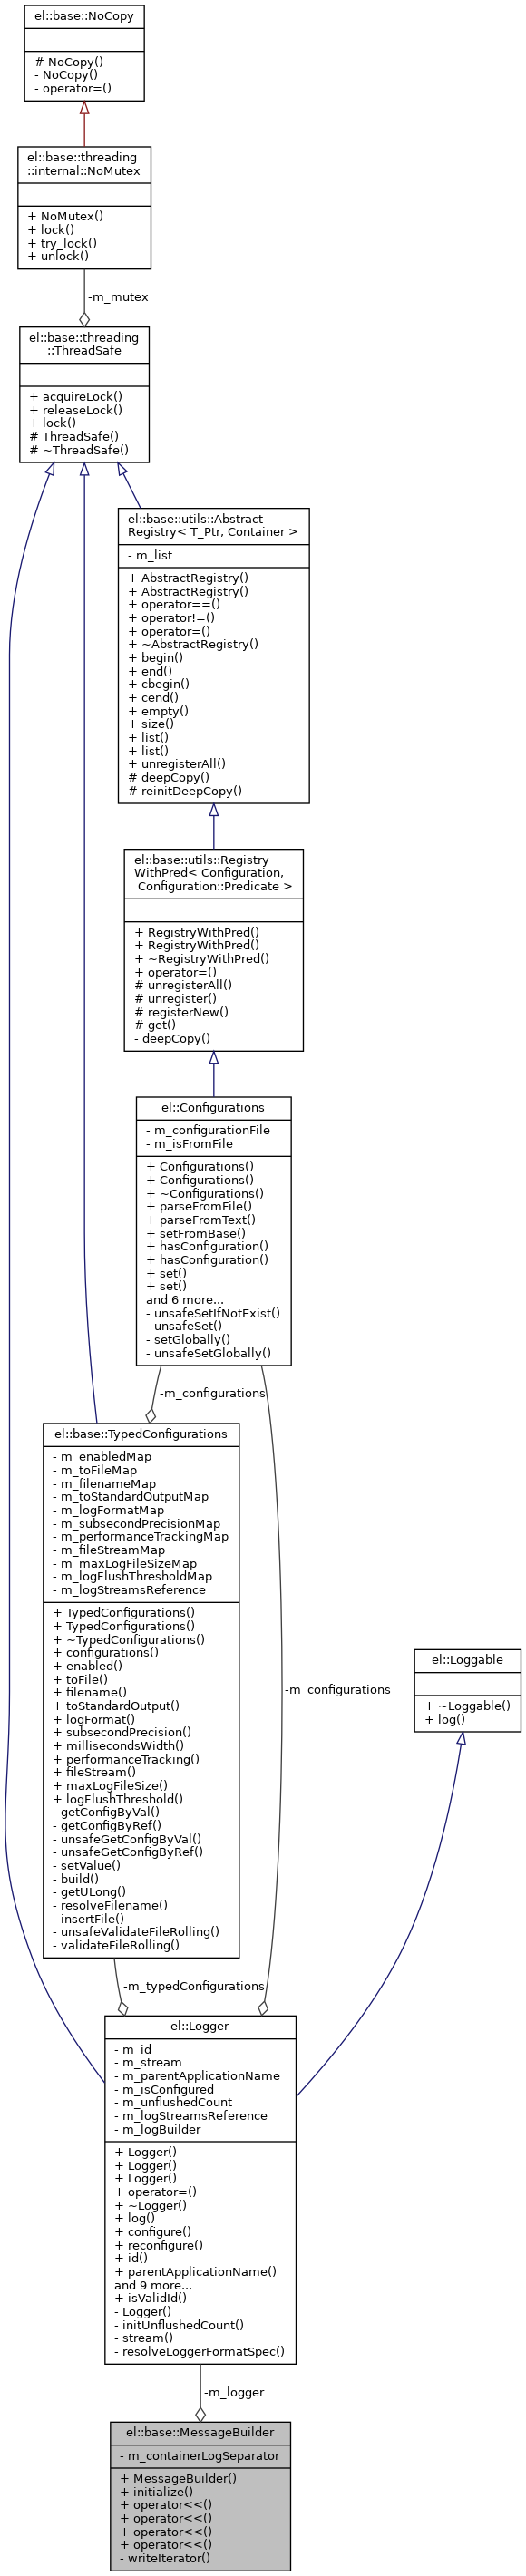 el::base::NoCopy
# NoCopy()
- NoCopy()
- operator=()
el::base::threading
::internal::NoMutex
+ NoMutex()
+ lock()
+ try_lock()
+ unlock()
-m_mutex
el::base::threading
::ThreadSafe
+ acquireLock()
+ releaseLock()
+ lock()
# ThreadSafe()
# ~ThreadSafe()
el::base::utils::Abstract
Registry< T_Ptr, Container >
- m_list
+ AbstractRegistry()
+ AbstractRegistry()
+ operator==()
+ operator!=()
+ operator=()
+ ~AbstractRegistry()
+ begin()
+ end()
+ cbegin()
+ cend()
+ empty()
+ size()
+ list()
+ list()
+ unregisterAll()
# deepCopy()
# reinitDeepCopy()
el::base::utils::Registry
WithPred< Configuration,
Configuration::Predicate >
+ RegistryWithPred()
+ RegistryWithPred()
+ ~RegistryWithPred()
+ operator=()
# unregisterAll()
# unregister()
# registerNew()
# get()
- deepCopy()
el::Configurations
- m_configurationFile
- m_isFromFile
+ Configurations()
+ Configurations()
+ ~Configurations()
+ parseFromFile()
+ parseFromText()
+ setFromBase()
+ hasConfiguration()
+ hasConfiguration()
+ set()
+ set()
and 6 more...
- unsafeSetIfNotExist()
- unsafeSet()
- setGlobally()
- unsafeSetGlobally()
-m_configurations
el::base::TypedConfigurations
- m_enabledMap
- m_toFileMap
- m_filenameMap
- m_toStandardOutputMap
- m_logFormatMap
- m_subsecondPrecisionMap
- m_performanceTrackingMap
- m_fileStreamMap
- m_maxLogFileSizeMap
- m_logFlushThresholdMap
- m_logStreamsReference
+ TypedConfigurations()
+ TypedConfigurations()
+ ~TypedConfigurations()
+ configurations()
+ enabled()
+ toFile()
+ filename()
+ toStandardOutput()
+ logFormat()
+ subsecondPrecision()
+ millisecondsWidth()
+ performanceTracking()
+ fileStream()
+ maxLogFileSize()
+ logFlushThreshold()
- getConfigByVal()
- getConfigByRef()
- unsafeGetConfigByVal()
- unsafeGetConfigByRef()
- setValue()
- build()
- getULong()
- resolveFilename()
- insertFile()
- unsafeValidateFileRolling()
- validateFileRolling()
-m_configurations
el::Loggable
+ ~Loggable()
+ log()
-m_typedConfigurations
el::Logger
- m_id
- m_stream
- m_parentApplicationName
- m_isConfigured
- m_unflushedCount
- m_logStreamsReference
- m_logBuilder
+ Logger()
+ Logger()
+ Logger()
+ operator=()
+ ~Logger()
+ log()
+ configure()
+ reconfigure()
+ id()
+ parentApplicationName()
and 9 more...
+ isValidId()
- Logger()
- initUnflushedCount()
- stream()
- resolveLoggerFormatSpec()
-m_logger
el::base::MessageBuilder
- m_containerLogSeparator
+ MessageBuilder()
+ initialize()
+ operator<<()
+ operator<<()
+ operator<<()
+ operator<<()
- writeIterator()